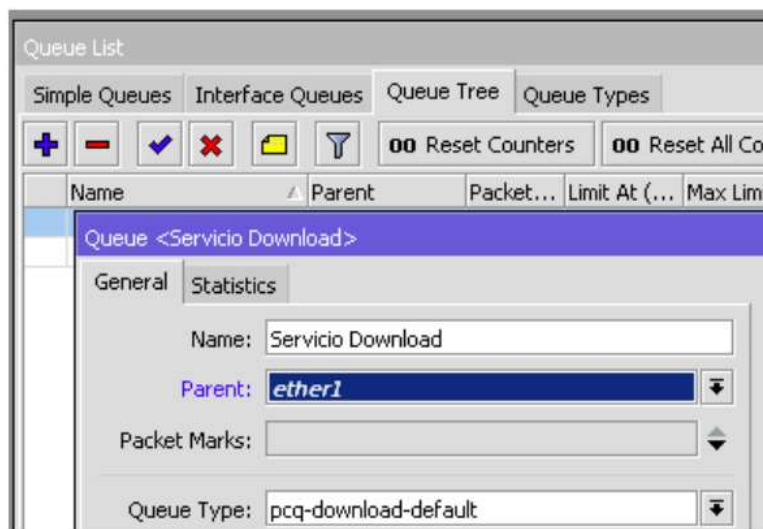 Queue List
Simple Queues Interface Queues Queue Tree Queue Types
00 Reset Counters 00 Reset All Co
Name Parent Packet... Limit At (... Max Lim
Queue <Servicio Download>
General Statistics
Name: Servicio Download
Parent: ether1
Packet Marks:
Queue Type: pcq-download-default